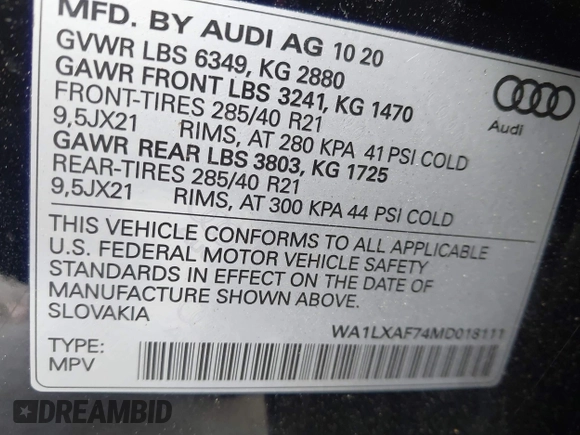 MFD. BY AUDI AG 10 20
GVWR LBS 6349, KG 2880
GAWR FRONT LBS 3241, KG 1470
FRONT-TIRES 285/40 R21
9,5JX21 RIMS, AT 280 KPA 41 PSI COLD
GAWR REAR LBS 3803, KG 1725
REAR-TIRES 285/40 R21
9,5JX21 RIMS, AT 300 KPA 44 PSI COLD
Audi
THIS VEHICLE CONFORMS TO ALL APPLICABLE
U.S. FEDERAL MOTOR VEHICLE SAFETY
STANDARDS IN EFFECT ON THE DATE OF
MANUFACTURE SHOWN ABOVE.
SLOVAKIA
WA1LXAF74MD018111
TYPE:
MPV
DREAMBID